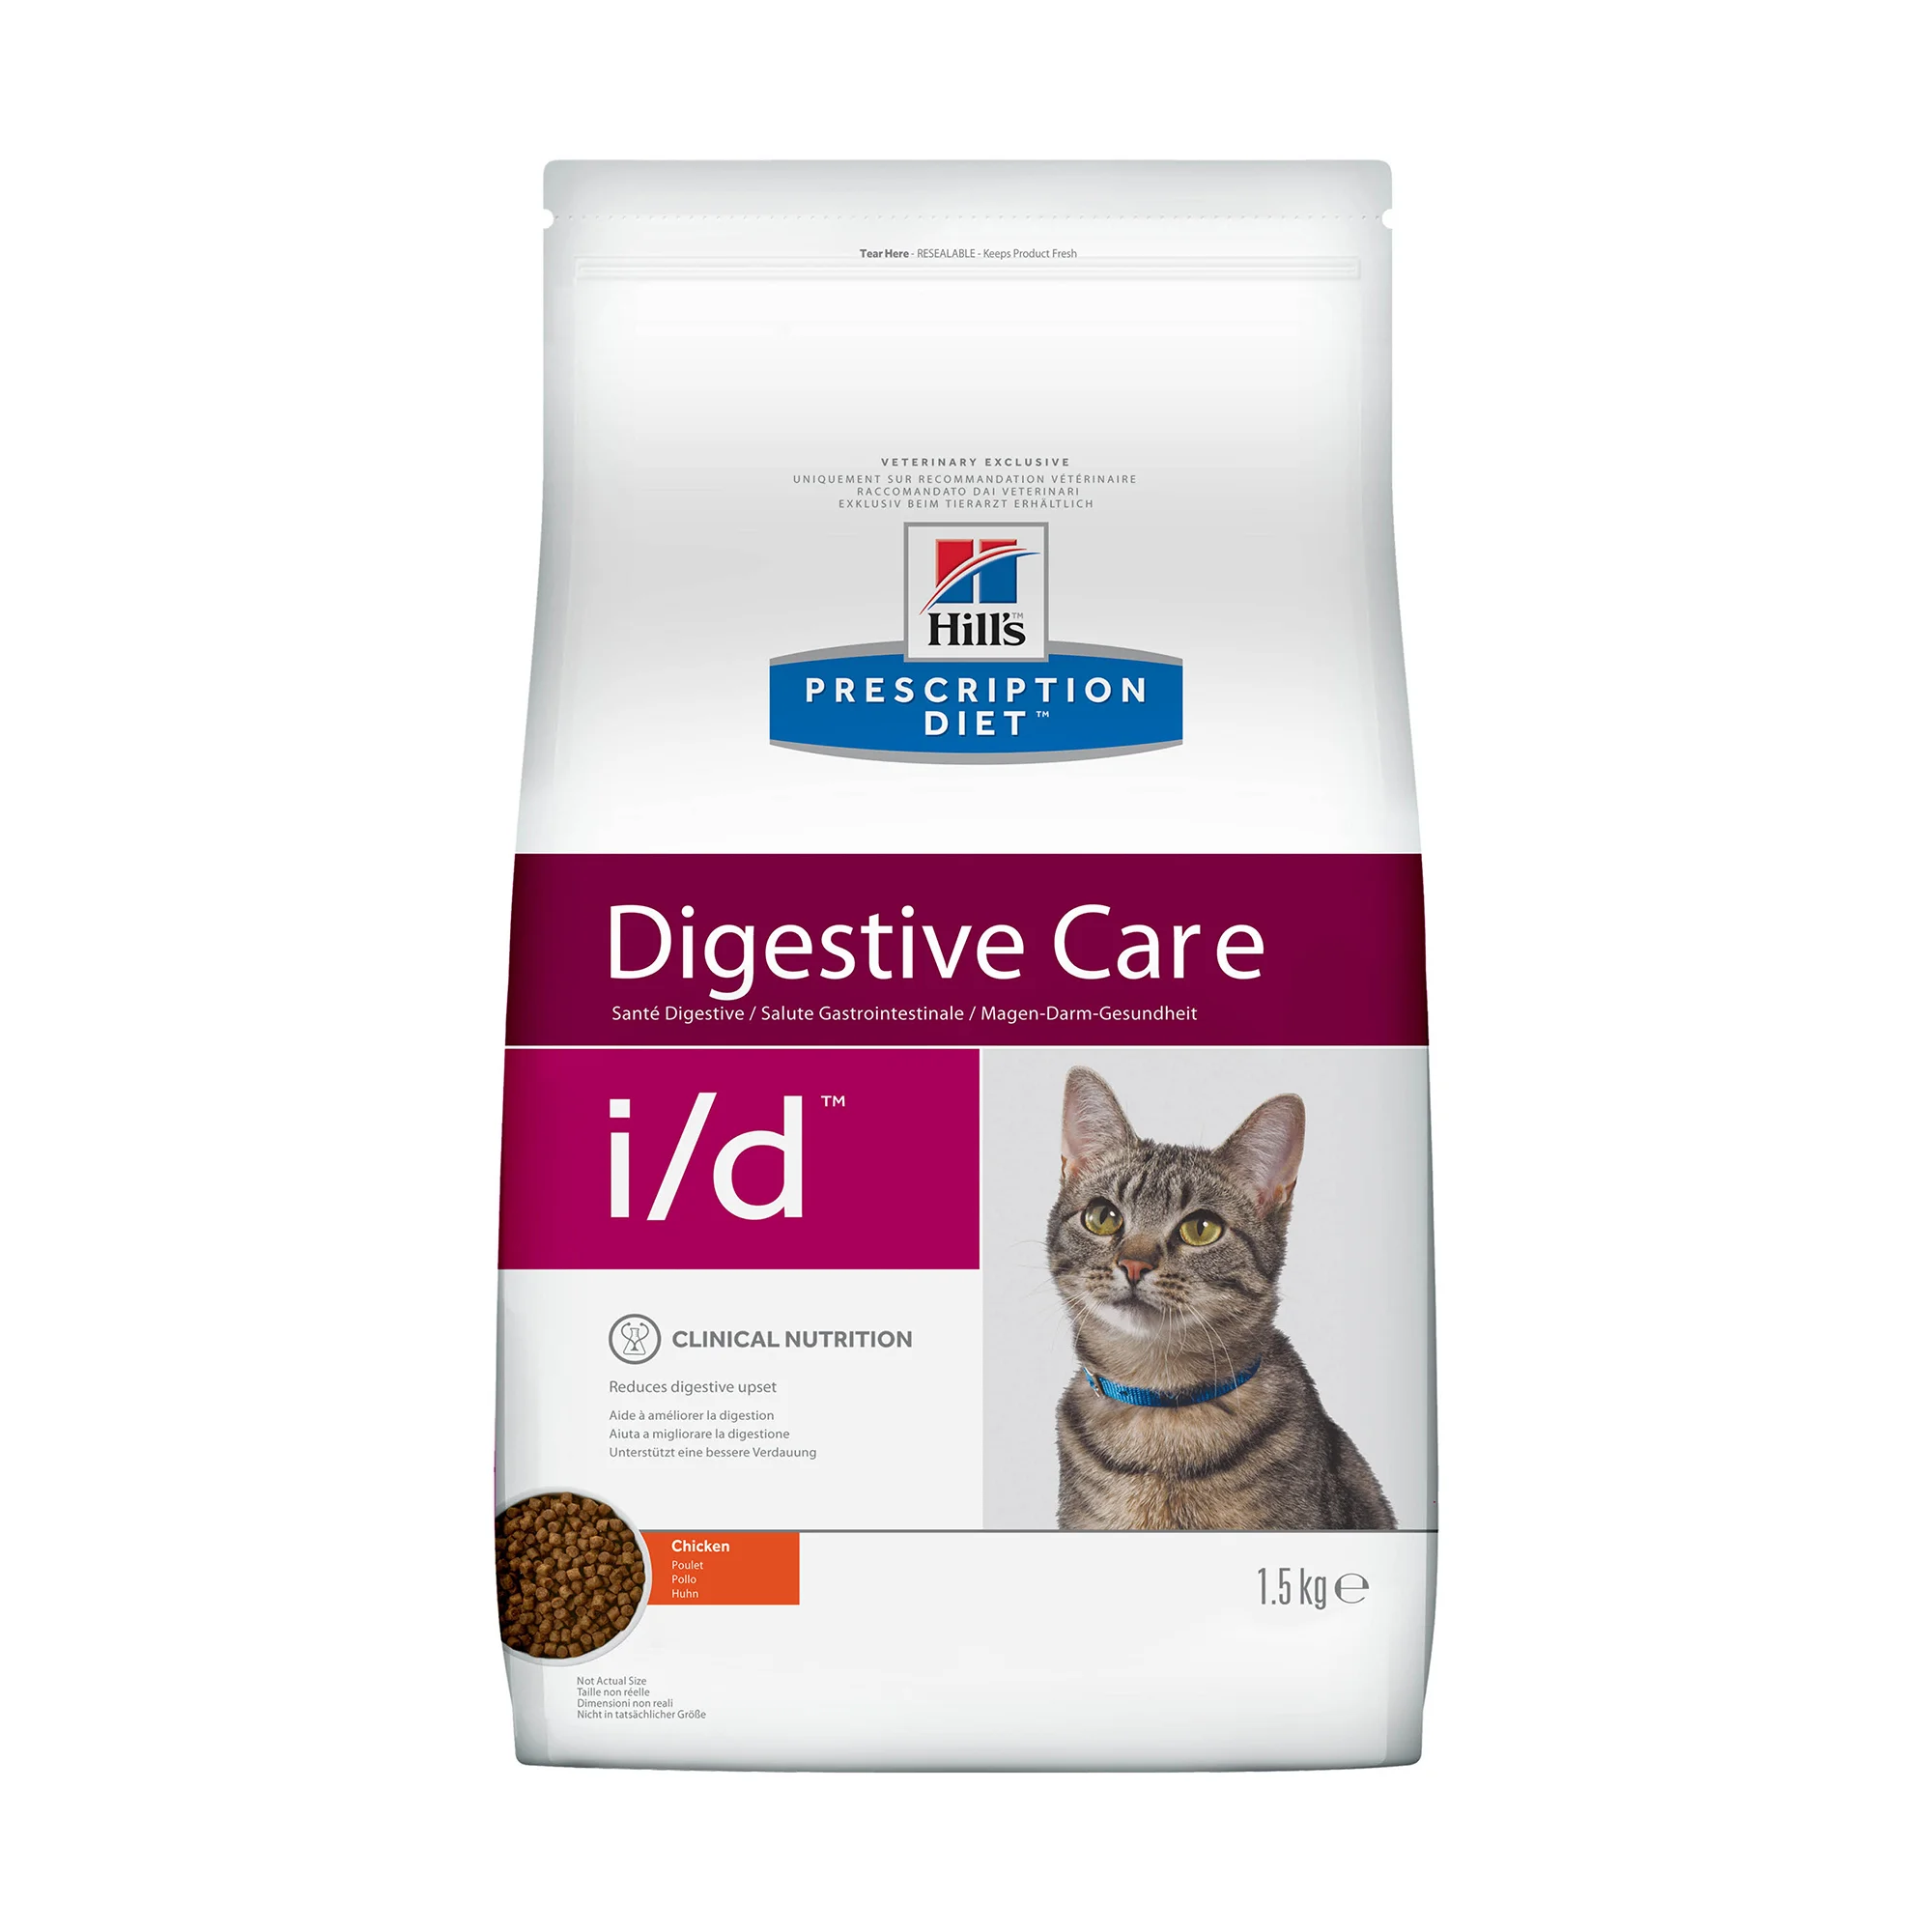 Tear Here - RESEALABLE - Keeps Product Fresh
VETERINARY EXCLUSIVE
UNIQUEMENT SUR RECOMMANDATION VÉTÉRINAIRE
RACCOMANDATO DAI VETERINARI
EXKLUSIV BEIM TIERARZT ERHÄLTLICH
Hill's™
PRESCRIPTION
DIET™
Digestive Care
Santé Digestive / Salute Gastrointestinale / Magen-Darm-Gesundheit
i/d™
CLINICAL NUTRITION
Reduces digestive upset
Aide à améliorer la digestion
Aiuta a migliorare la digestione
Unterstützt eine bessere Verdauung
Chicken
Poulet
Pollo
Huhn
1.5 kg ℮
Not Actual Size
Taille non réelle
Dimensioni non reali
Nicht in tatsächlicher Größe